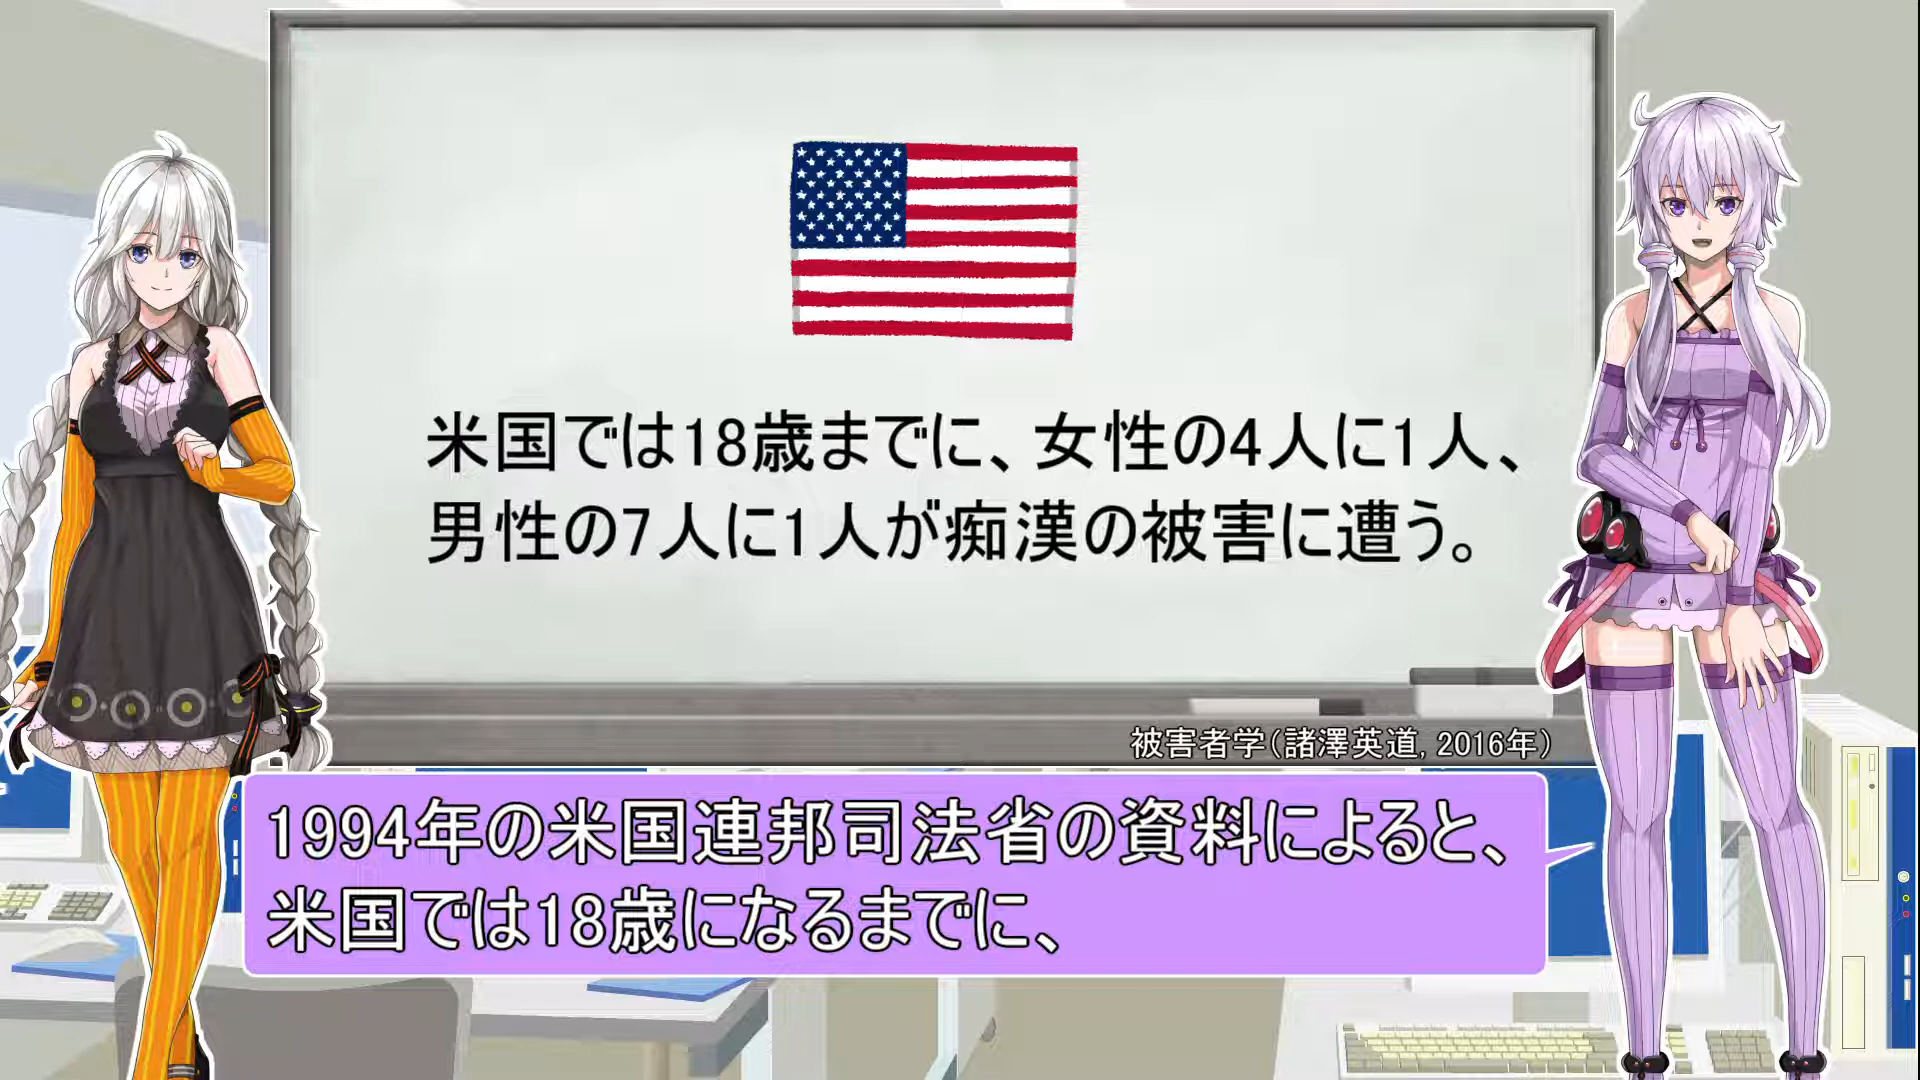 米国では18歳までに、女性の4人に1人、
男性の7人に1人が痴漢の被害に遭う。
被害者学(諸澤英道, 2016年)
1994年の米国連邦司法省の資料によると、
米国では18歳になるまでに、